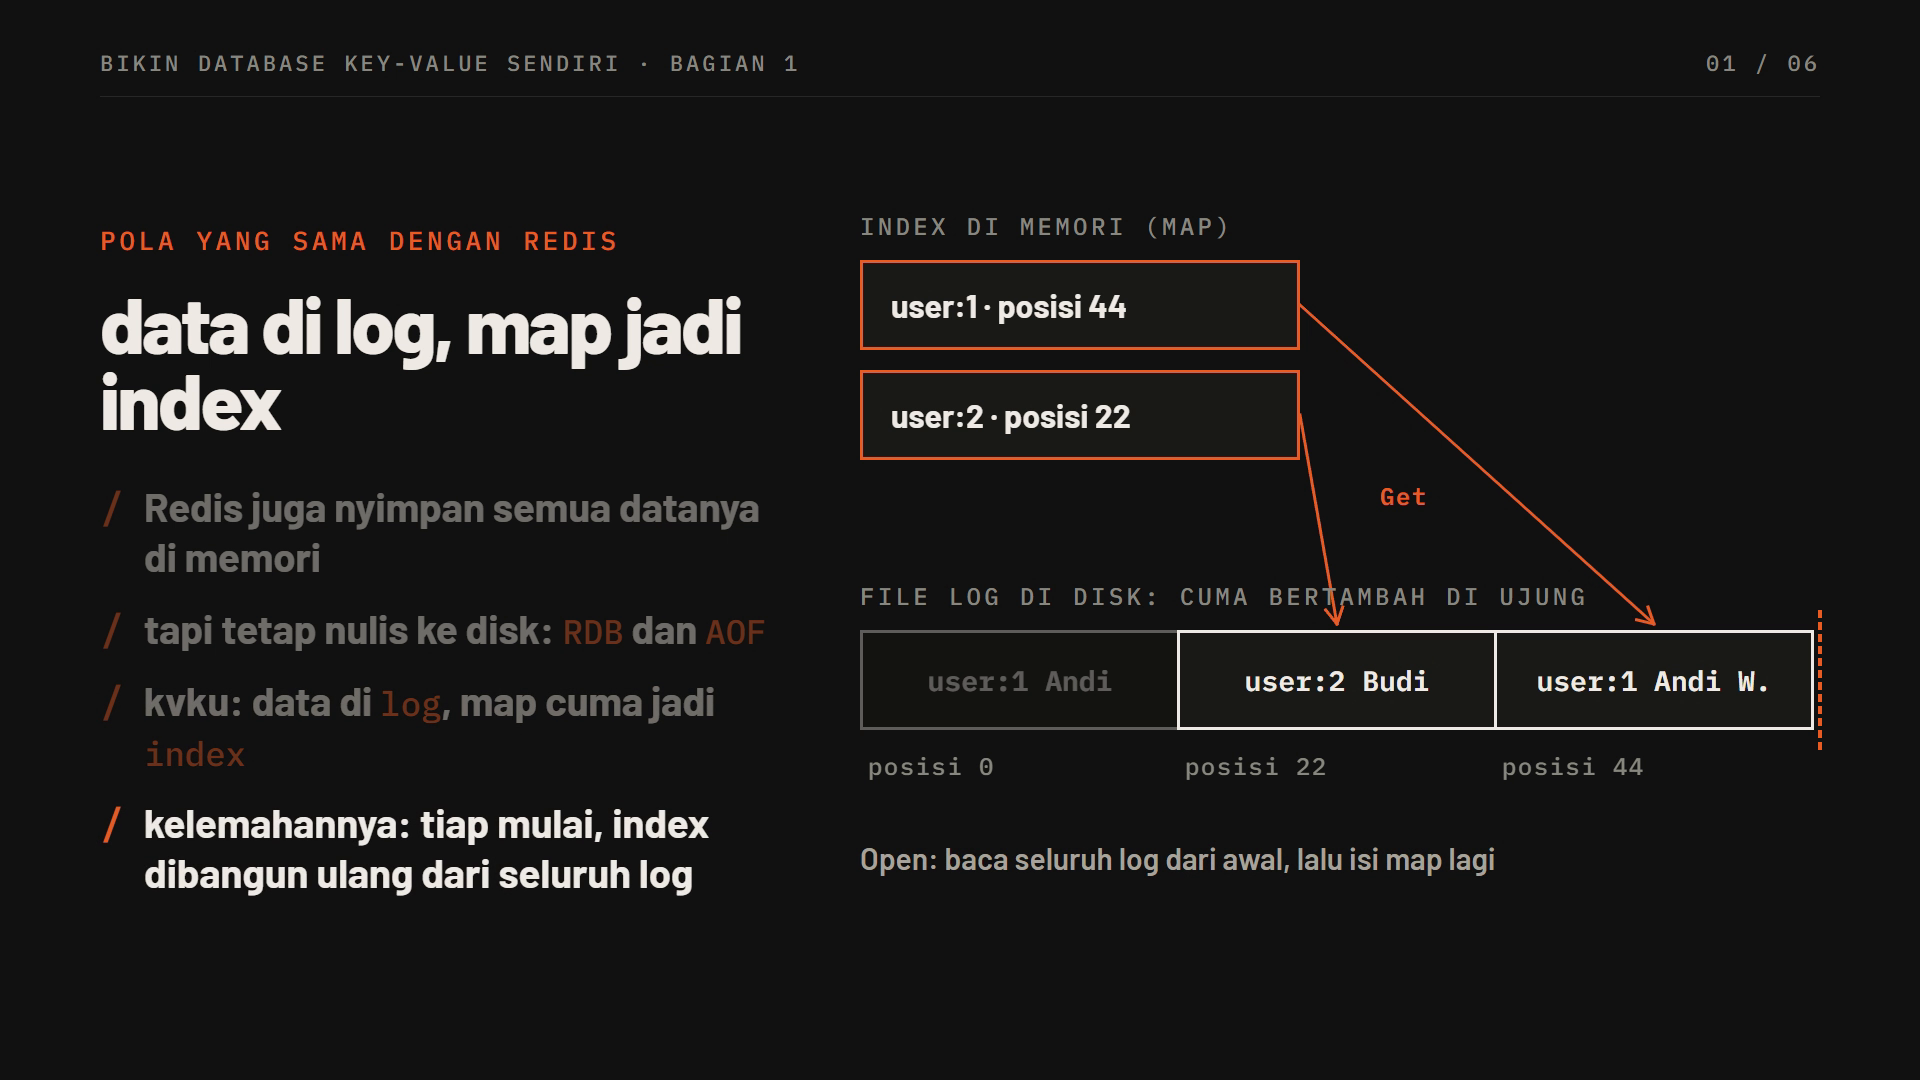 BIKIN DATABASE KEY-VALUE SENDIRI · BAGIAN 1
01 / 06
POLA YANG SAMA DENGAN REDIS
data di log, map jadi
index
/ Redis juga nyimpan semua datanya
di memori
/ tapi tetap nulis ke disk: RDB dan AOF
/ kvku: data di log, map cuma jadi
index
/ kelemahannya: tiap mulai, index
dibangun ulang dari seluruh log
INDEX DI MEMORI (MAP)
user:1 · posisi 44
user:2 · posisi 22
Get
FILE LOG DI DISK: CUMA BERTAMBAH DI UJUNG
user:1 Andi
user:2 Budi
user:1 Andi W.
posisi 0
posisi 22
posisi 44
Open: baca seluruh log dari awal, lalu isi map lagi